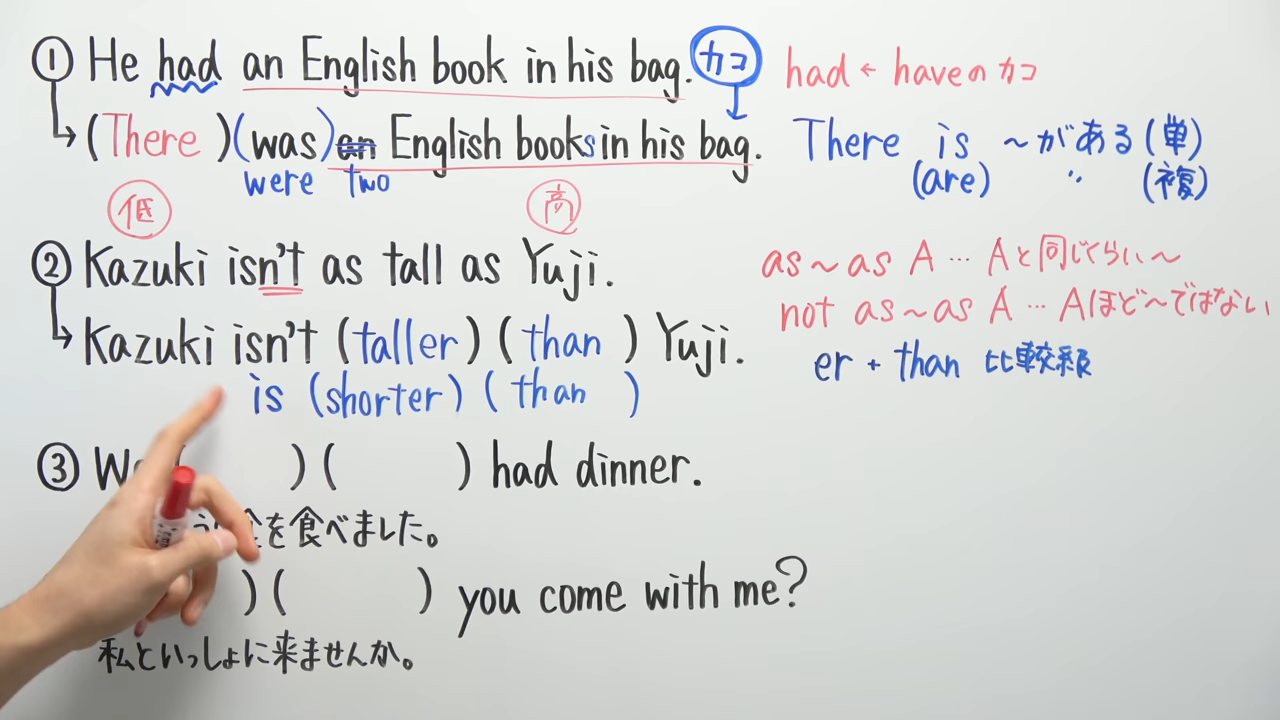 ① He had an English book in his bag. カコ had ← haveのカコ
(There )(was) an English books in his bag. There is ~がある(単)
were two (are) 〃 (複)
低 高
② Kazuki isn't as tall as Yuji. as~as A … Aと同じくらい~
not as~as A … Aほど~ではない
Kazuki isn't (taller)(than ) Yuji. er + than 比較級
is (shorter)(than )
③ )( ) had dinner.
を食べました。
)( ) you come with me?
私といっしょに来ませんか。